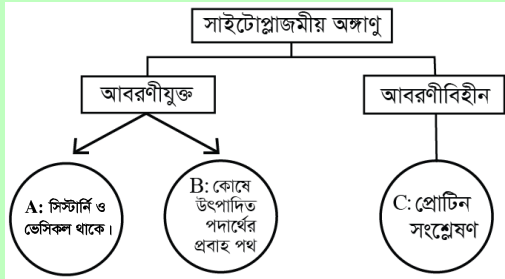 সাইটোপ্লাজমীয় অঙ্গাণু
আবরণীযুক্ত
আবরণীবিহীন
A: সিস্টার্নি ও
ভেসিকল থাকে।
B: কোষে
উৎপাদিত
পদার্থের
প্রবাহ পথ
C: প্রোটিন
সংশ্লেষণ